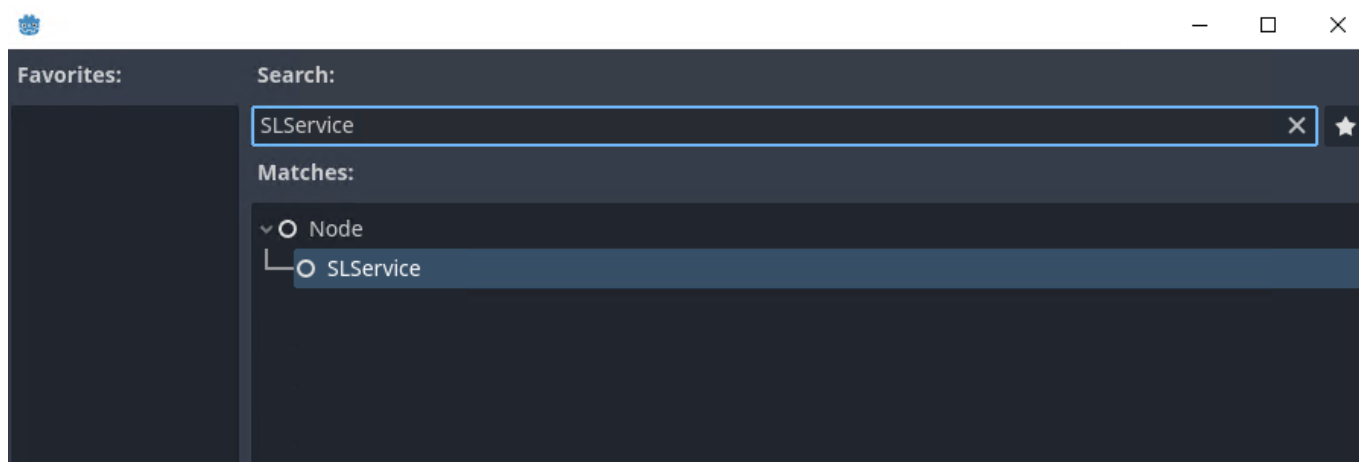 Favorites:
Search:
SLService
Matches:
Node
SLService